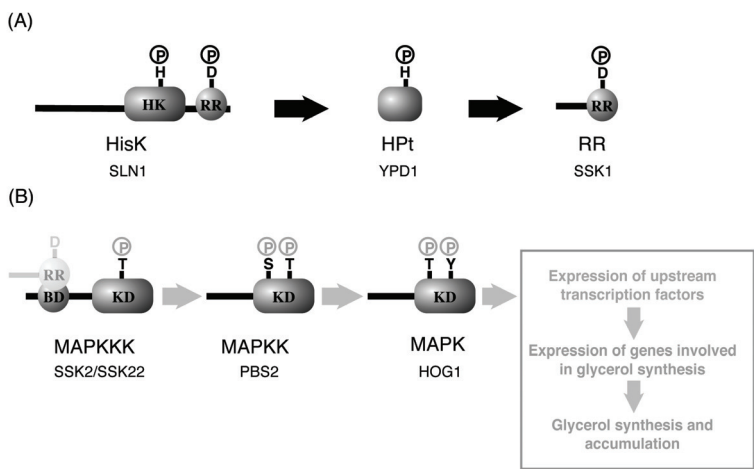 (A)
P P P P
H D H D
HK RR RR
HisK HPt RR
SLN1 YPD1 SSK1
(B)
D P P P P P
T S T T Y
RR
BD KD KD KD
MAPKKK MAPKK MAPK
SSK2/SSK22 PBS2 HOG1
Expression of upstream
transcription factors
Expression of genes involved
in glycerol synthesis
Glycerol synthesis and
accumulation